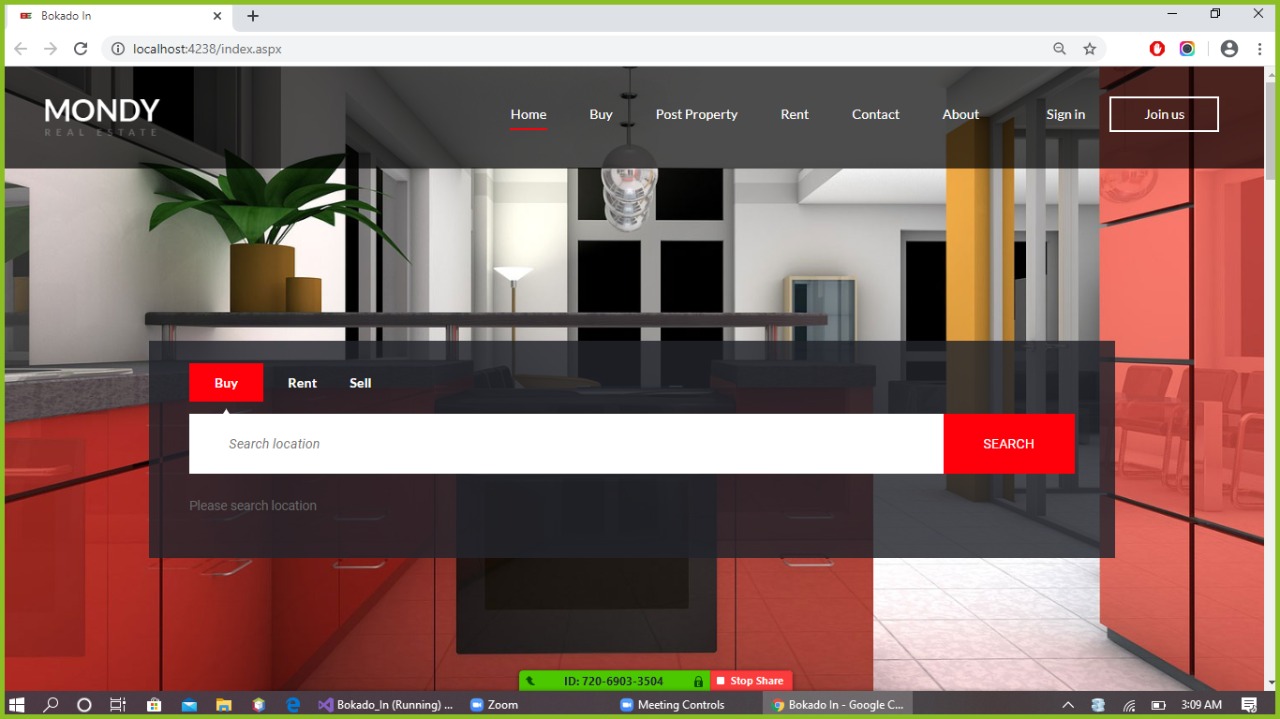 Bokado In
localhost:4238/index.aspx
MONDY
REAL ESTATE
Home
Buy
Post Property
Rent
Contact
About
Sign in
Join us
Buy
Rent
Sell
Search location
SEARCH
Please search location
ID: 720-6903-3504
Stop Share
Bokado_In (Running) ...
Zoom
Meeting Controls
Bokado In - Google C...
3:09 AM